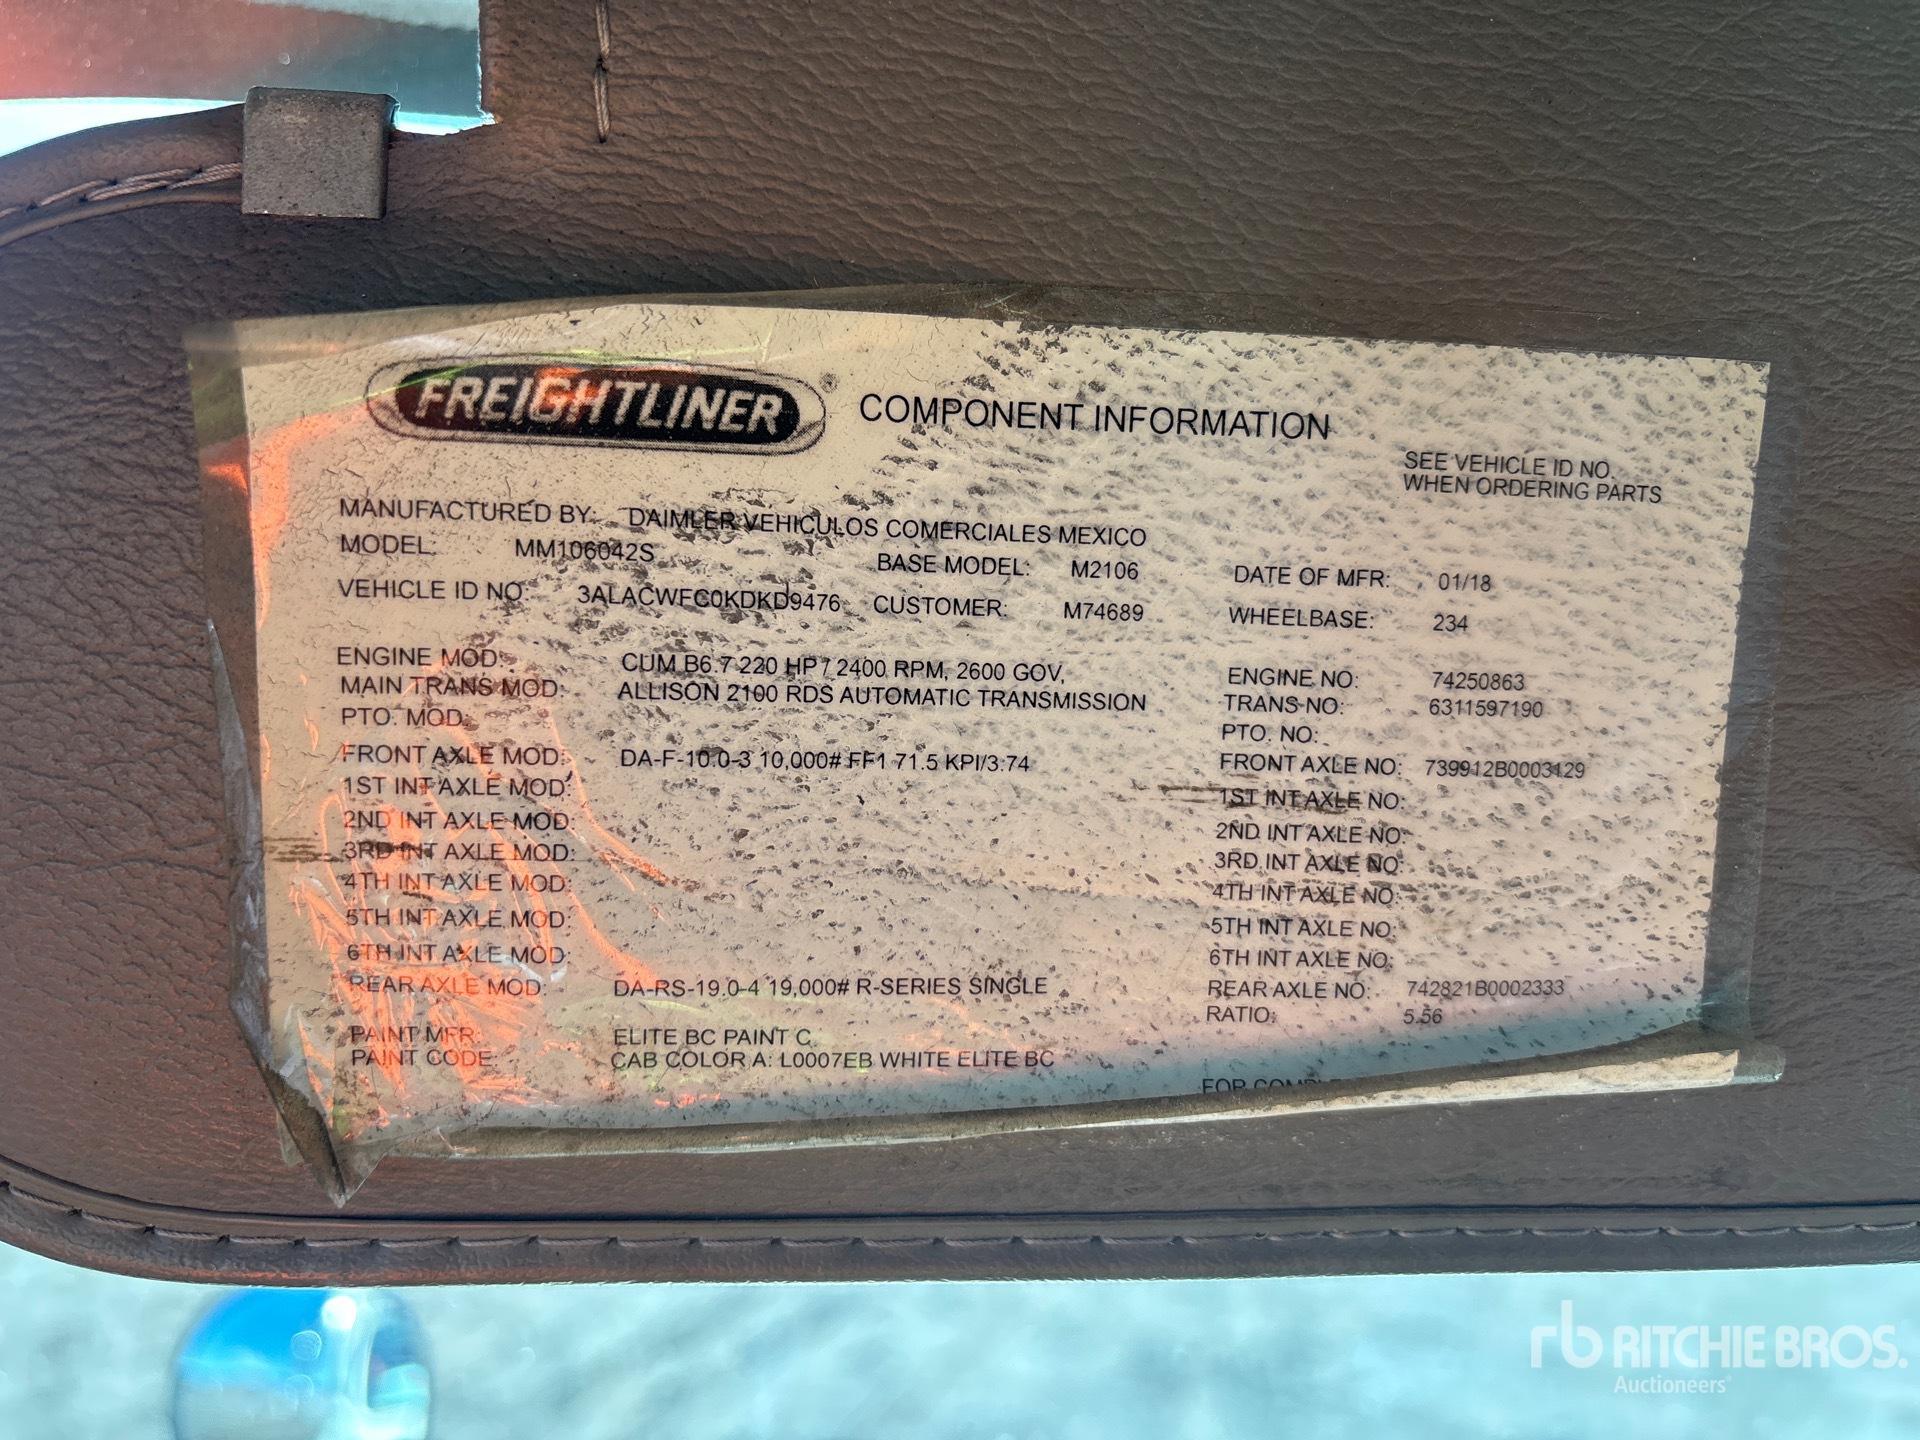 FREIGHTLINER ® COMPONENT INFORMATION
SEE VEHICLE ID NO.
WHEN ORDERING PARTS
MANUFACTURED BY: DAIMLER VEHICULOS COMERCIALES MEXICO
MODEL: MM106042S BASE MODEL: M2106 DATE OF MFR: 01/18
VEHICLE ID NO: 3ALACWFC0KDKD9476 CUSTOMER: M74689 WHEELBASE: 234
ENGINE MOD: CUM B6.7 220 HP / 2400 RPM, 2600 GOV, ENGINE NO: 74250863
MAIN TRANS MOD: ALLISON 2100 RDS AUTOMATIC TRANSMISSION TRANS NO: 6311597190
PTO. MOD: PTO. NO:
FRONT AXLE MOD: DA-F-10.0-3 10,000# FF1 71.5 KPI/3.74 FRONT AXLE NO: 739912B0003129
1ST INT AXLE MOD: 1ST INT AXLE NO:
2ND INT AXLE MOD: 2ND INT AXLE NO:
3RD INT AXLE MOD: 3RD INT AXLE NO:
4TH INT AXLE MOD: 4TH INT AXLE NO:
5TH INT AXLE MOD: 5TH INT AXLE NO:
6TH INT AXLE MOD: 6TH INT AXLE NO:
REAR AXLE MOD: DA-RS-19.0-4 19,000# R-SERIES SINGLE REAR AXLE NO: 742821B0002333
RATIO: 5.56
PAINT MFR: ELITE BC PAINT C.
PAINT CODE: CAB COLOR A: L0007EB WHITE ELITE BC
FOR
rb RITCHIE BROS.
Auctioneers